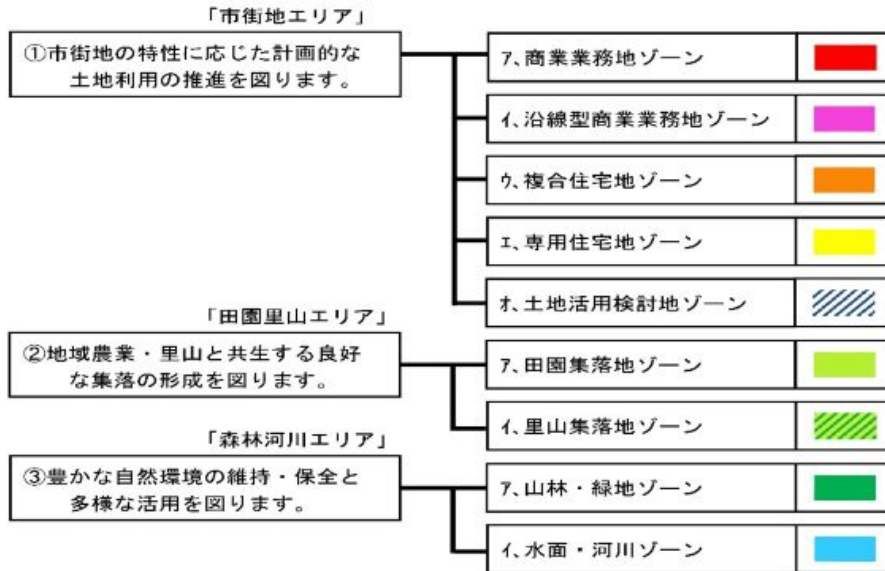 「市街地エリア」
①市街地の特性に応じた計画的な
土地利用の推進を図ります。
ｱ､商業業務地ゾーン
ｲ､沿線型商業業務地ゾーン
ｳ､複合住宅地ゾーン
ｴ､専用住宅地ゾーン
ｵ､土地活用検討地ゾーン
「田園里山エリア」
②地域農業・里山と共生する良好
な集落の形成を図ります。
ｱ､田園集落地ゾーン
ｲ､里山集落地ゾーン
「森林河川エリア」
③豊かな自然環境の維持・保全と
多様な活用を図ります。
ｱ､山林・緑地ゾーン
ｲ､水面・河川ゾーン